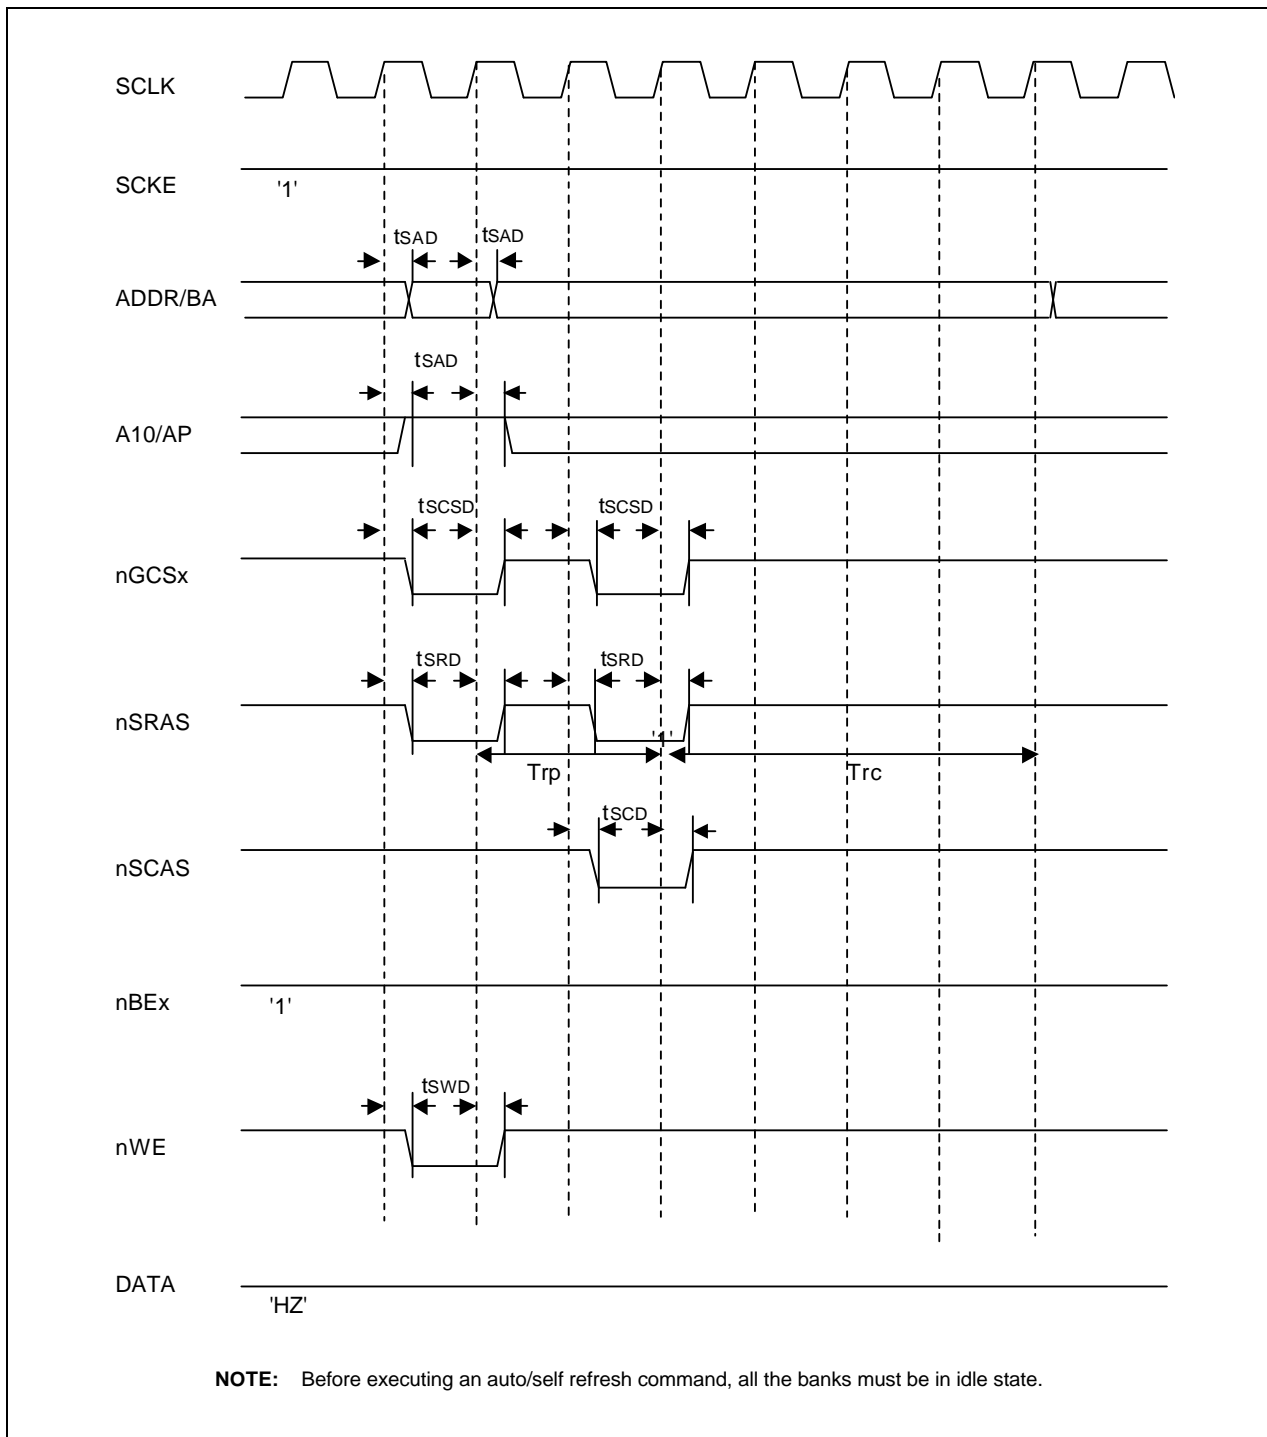 SCLK
SCKE
'1'
tSAD tSAD
ADDR/BA
tSAD
A10/AP
tSCSD tSCSD
nGCSx
tSRD tSRD
nSRAS
'1'
Trp Trc
tSCD
nSCAS
nBEx
'1'
tSWD
nWE
DATA
'HZ'
NOTE: Before executing an auto/self refresh command, all the banks must be in idle state.